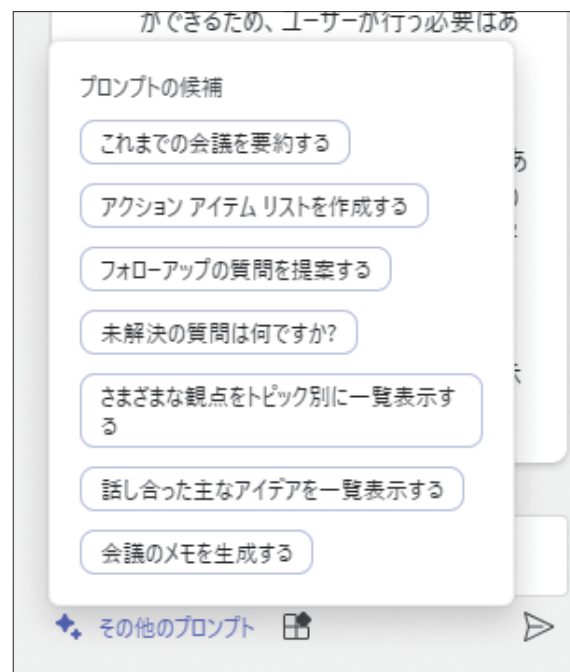 ができるため、ユーザーが行う必要はあ
プロンプトの候補
これまでの会議を要約する
あ
アクション アイテム リストを作成する
フォローアップの質問を提案する
未解決の質問は何ですか?
さまざまな観点をトピック別に一覧表示す
る
話し合った主なアイデアを一覧表示する
会議のメモを生成する
その他のプロンプト